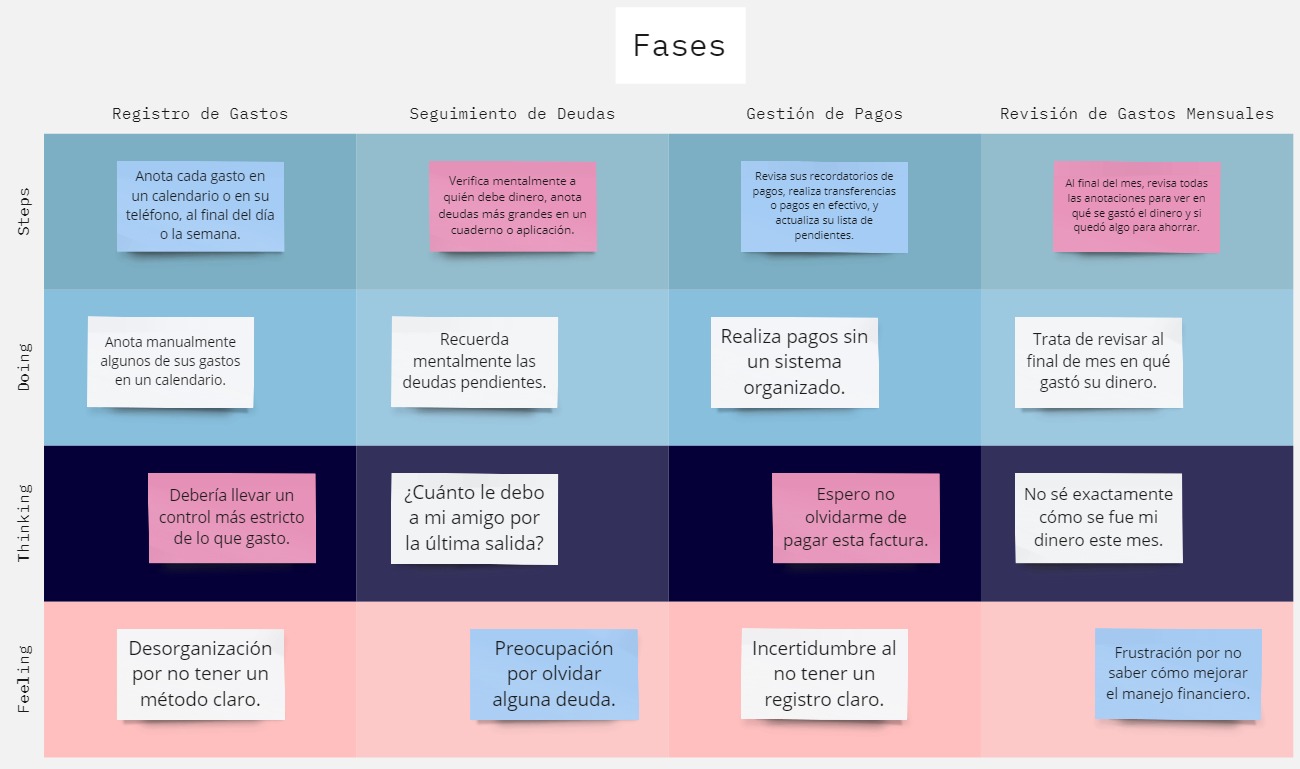 Fases
Registro de Gastos
Seguimiento de Deudas
Gestión de Pagos
Revisión de Gastos Mensuales
Steps
Anota cada gasto en
un calendario o en su
teléfono, al final del día
o la semana.
Verifica mentalmente a
quién debe dinero, anota
deudas más grandes en un
cuaderno o aplicación.
Revisa sus recordatorios de
pagos, realiza transferencias
o pagos en efectivo, y
actualiza su lista de
pendientes.
Al final del mes, revisa todas
las anotaciones para ver en
qué se gastó el dinero y si
quedó algo para ahorrar.
Doing
Anota manualmente
algunos de sus gastos
en un calendario.
Recuerda
mentalmente las
deudas pendientes.
Realiza pagos sin
un sistema
organizado.
Trata de revisar al
final de mes en qué
gastó su dinero.
Thinking
Debería llevar un
control más estricto
de lo que gasto.
¿Cuánto le debo
a mi amigo por
la última salida?
Espero no
olvidarme de
pagar esta factura.
No sé exactamente
cómo se fue mi
dinero este mes.
Feeling
Desorganización
por no tener un
método claro.
Preocupación
por olvidar
alguna deuda.
Incertidumbre al
no tener un
registro claro.
Frustración por no
saber cómo mejorar
el manejo financiero.